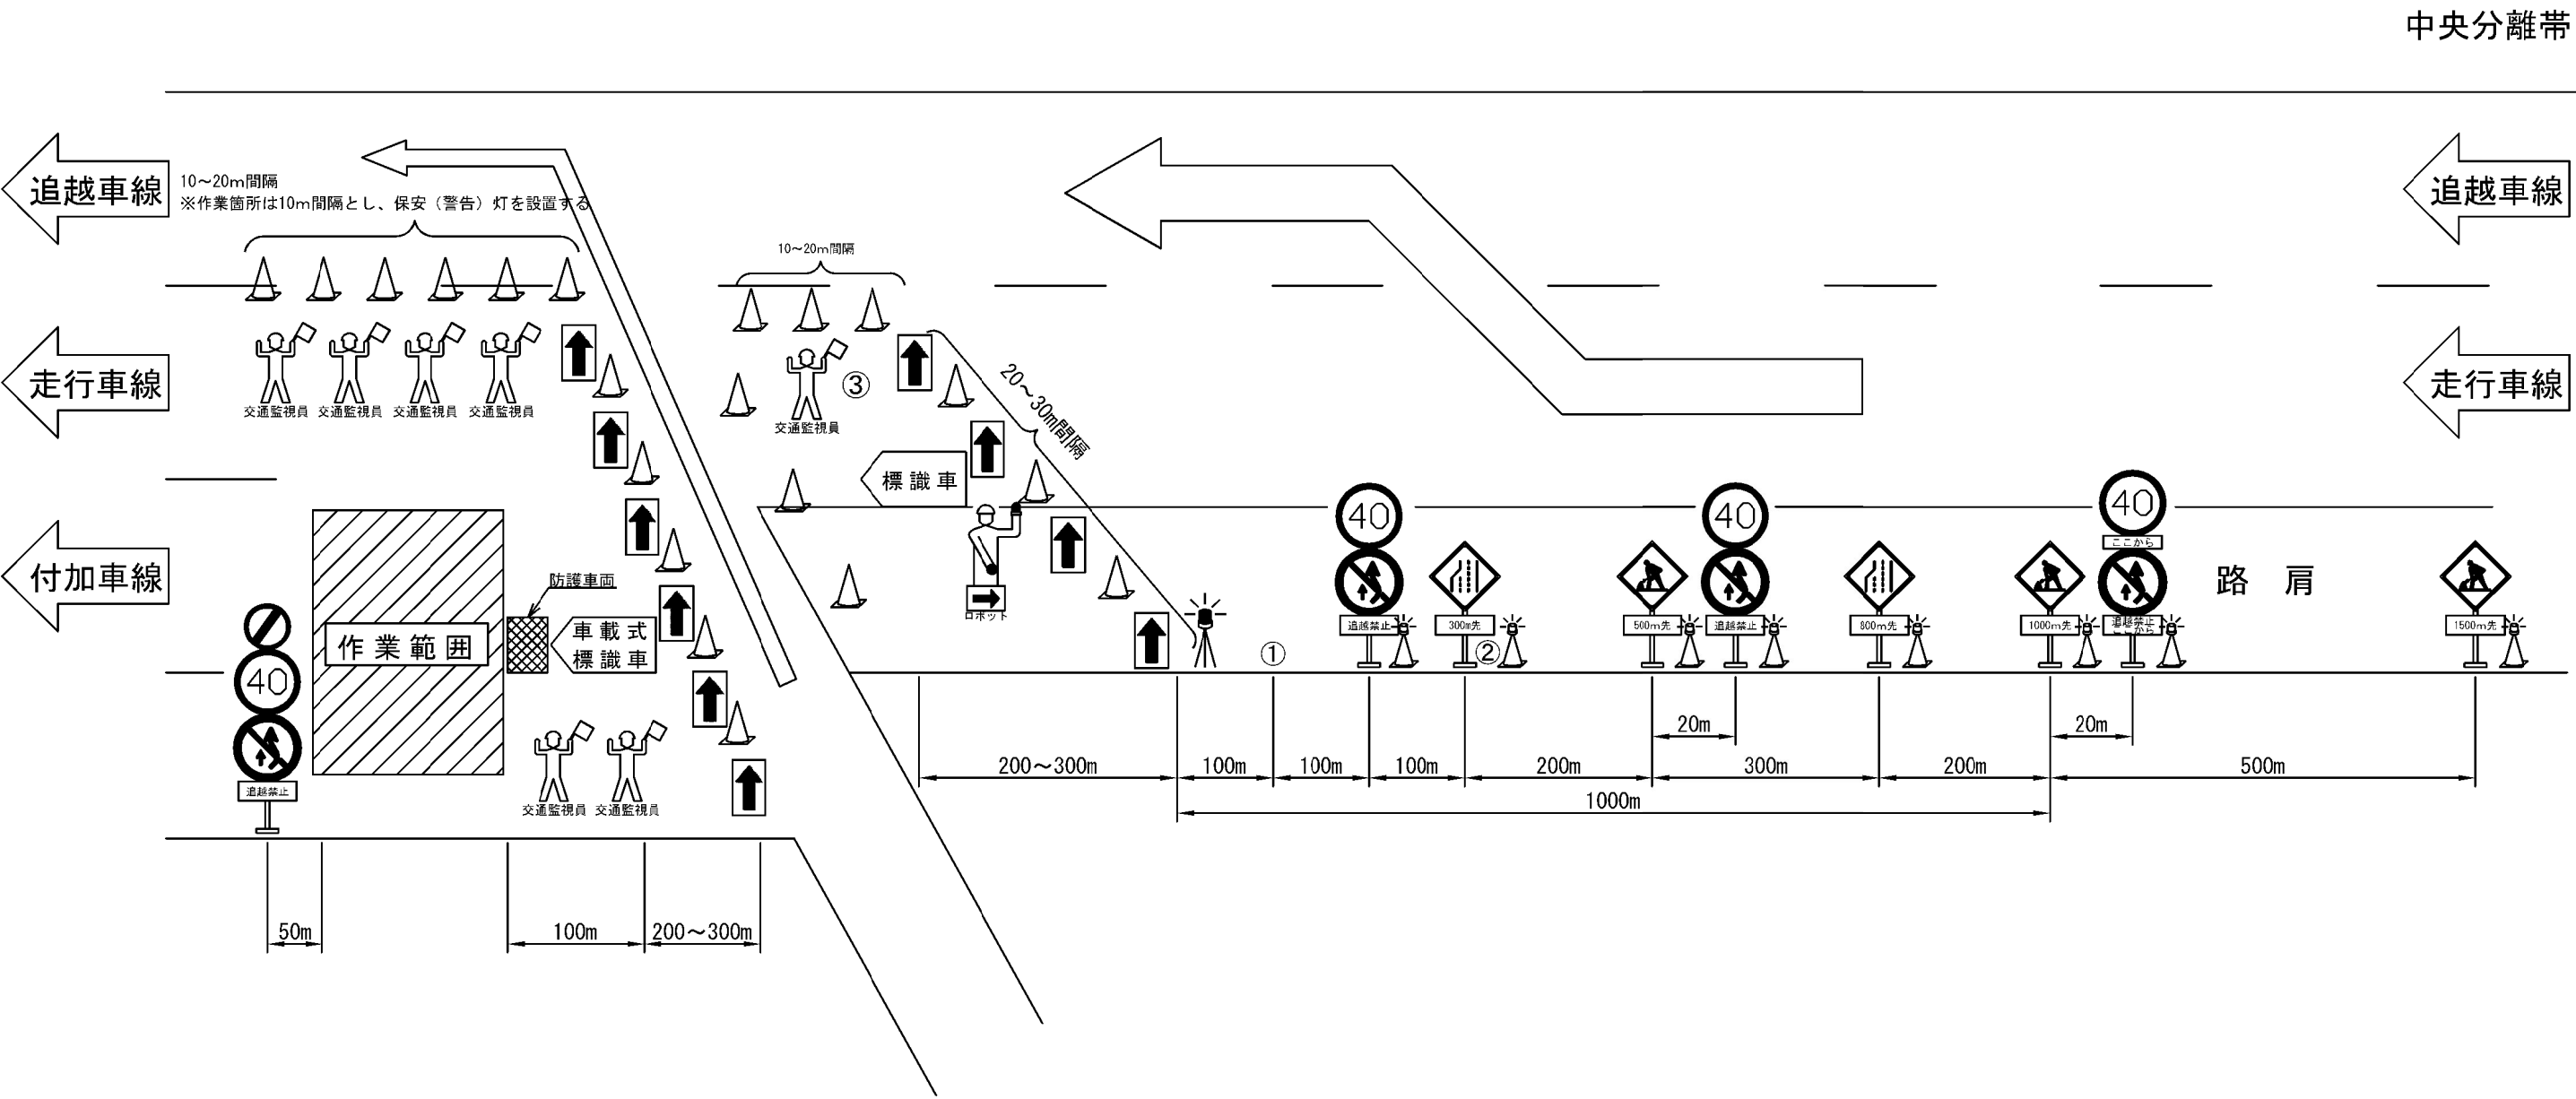 中央分離帯
追越車線
10～20m間隔
※作業箇所は10m間隔とし、保安（警告）灯を設置する
追越車線
10～20m間隔
走行車線
交通監視員
交通監視員
交通監視員
交通監視員
③
交通監視員
20～30m間隔
走行車線
標識車
ロボット
付加車線
防護車両
作業範囲
車載式
標識車
40
追越禁止
交通監視員
交通監視員
①
40
追越禁止
300m先
②
500m先
40
追越禁止
800m先
1000m先
40
ここから
追越禁止
ここから
路肩
1500m先
20m
20m
200～300m
100m
100m
100m
200m
300m
200m
500m
1000m
50m
100m
200～300m